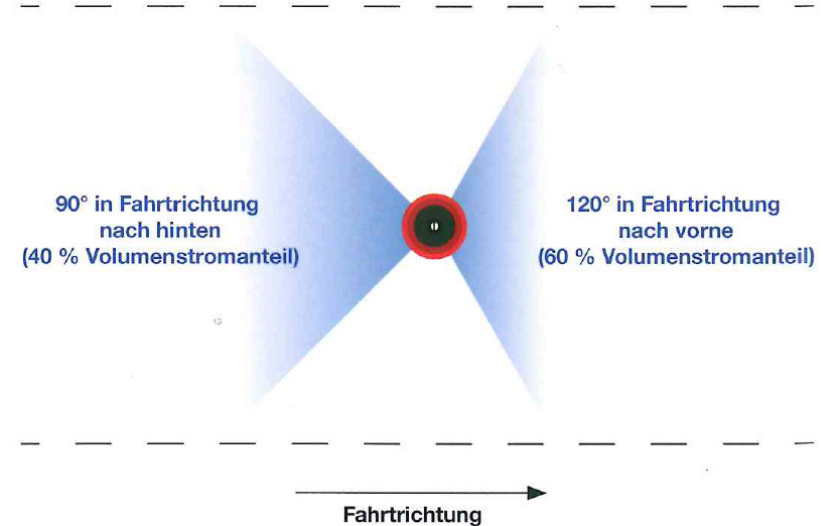 90° in Fahrtrichtung
nach hinten
(40 % Volumenstromanteil)
120° in Fahrtrichtung
nach vorne
(60 % Volumenstromanteil)
Fahrtrichtung